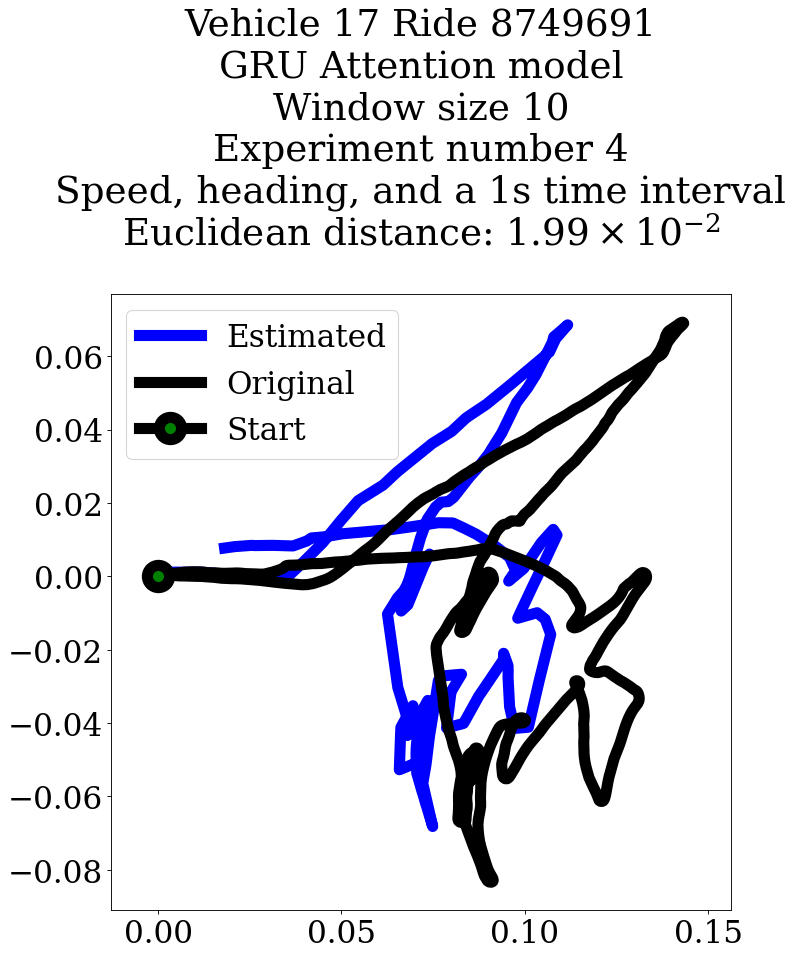 Vehicle 17 Ride 8749691
GRU Attention model
Window size 10
Experiment number 4
Speed, heading, and a 1s time interval
Euclidean distance: 1.99 × 10⁻²
Estimated
Original
Start
0.06
0.04
0.02
0.00
−0.02
−0.04
−0.06
−0.08
0.00 0.05 0.10 0.15